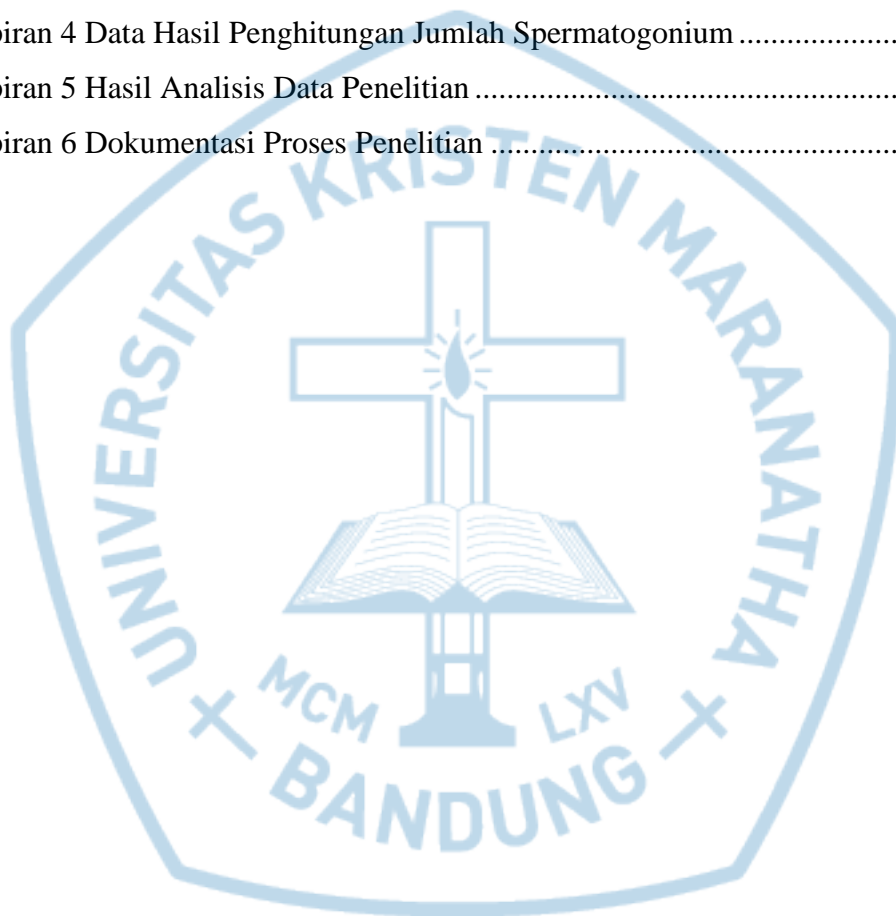 piran 4 Data Hasil Penghitungan Jumlah Spermatogonium ....................
piran 5 Hasil Analisis Data Penelitian ....................................................
piran 6 Dokumentasi Proses Penelitian ..................................................
UNIVERSITAS KRISTEN MARANATHA
MCM LXV
BANDUNG